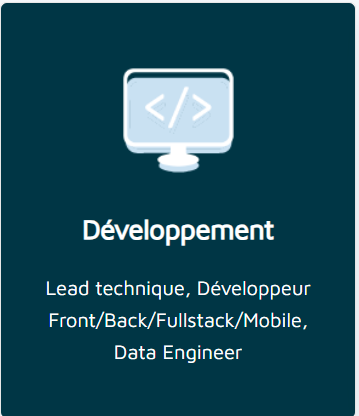 </>
Développement
Lead technique, Développeur
Front/Back/Fullstack/Mobile,
Data Engineer